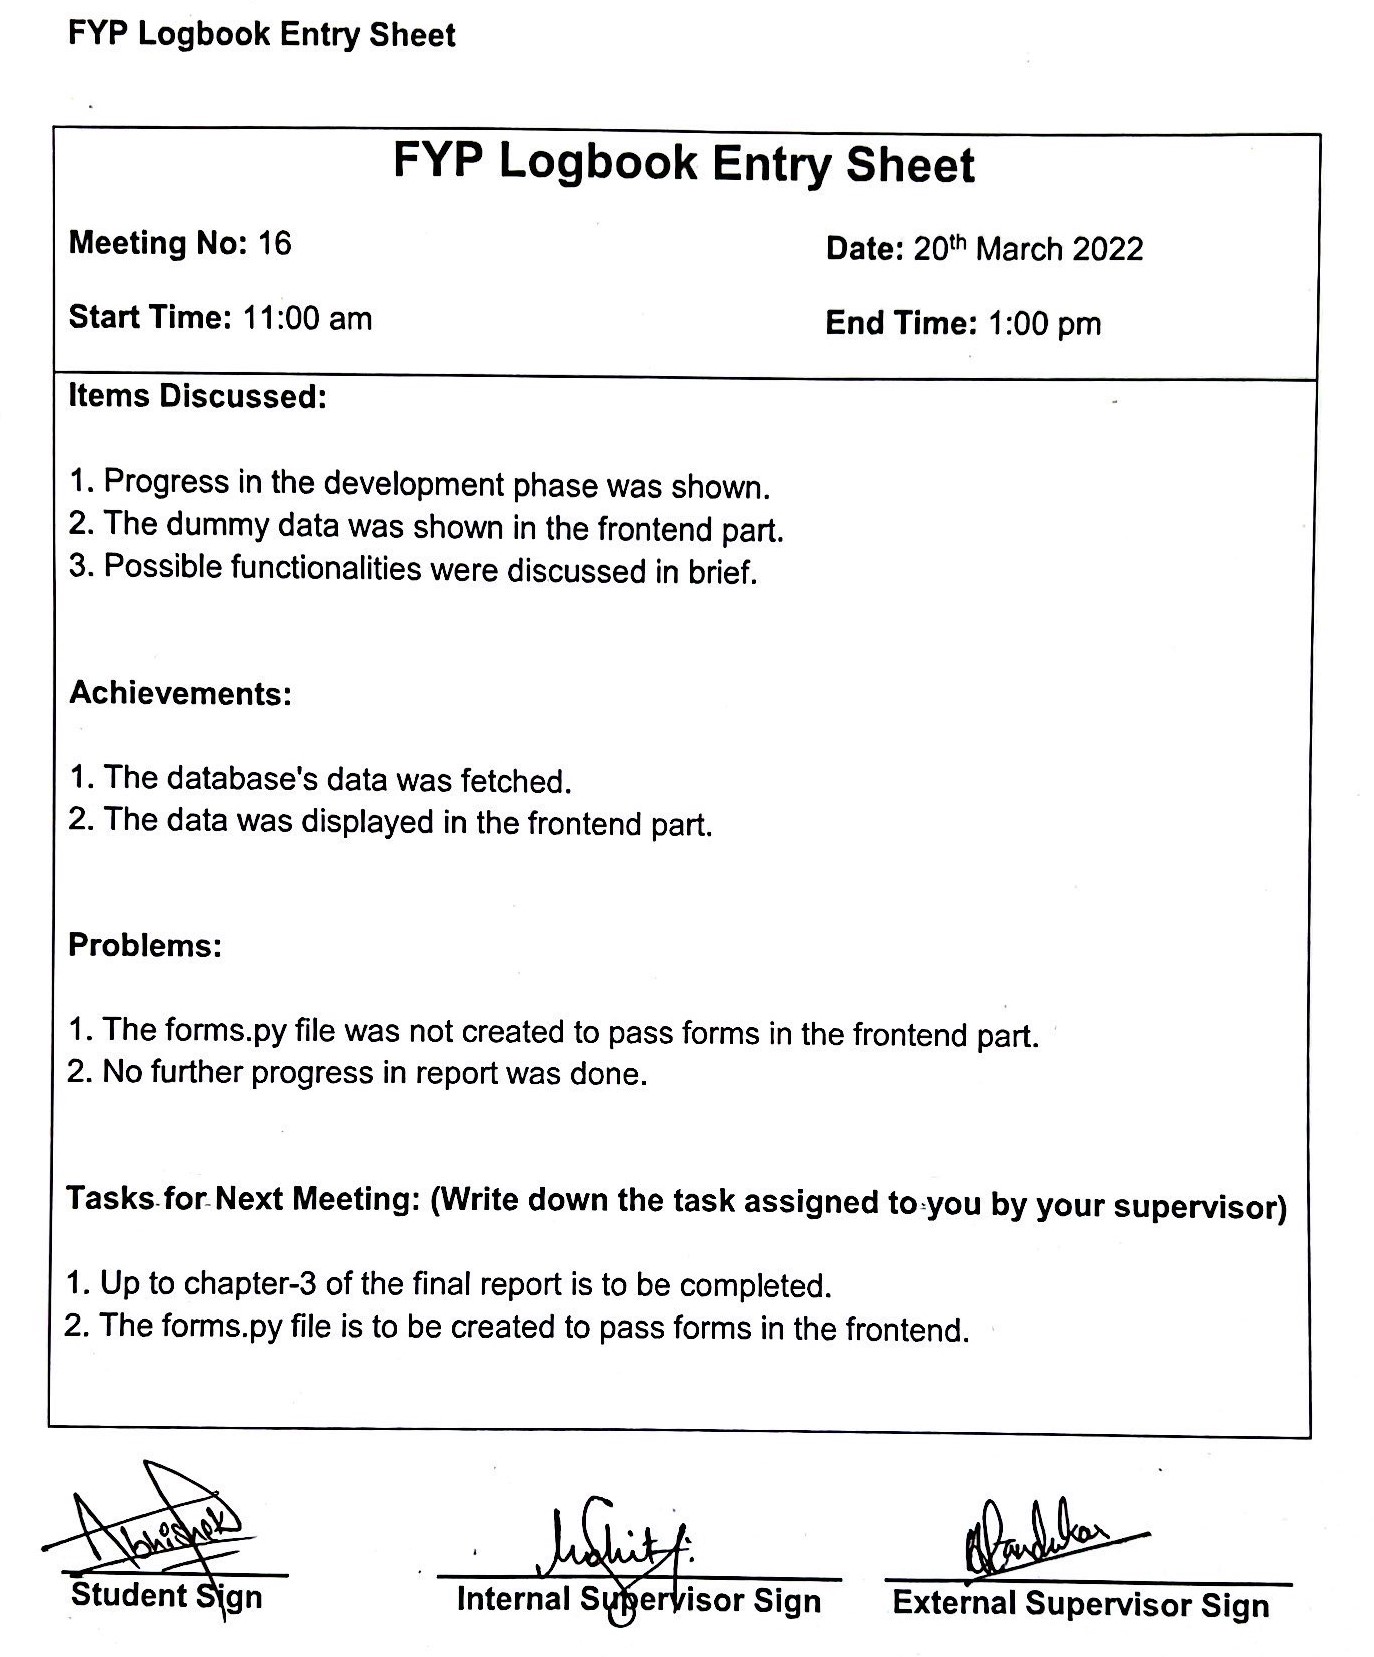 FYP Logbook Entry Sheet
FYP Logbook Entry Sheet
Meeting No: 16
Date: 20th March 2022
Start Time: 11:00 am
End Time: 1:00 pm
Items Discussed:
1. Progress in the development phase was shown.
2. The dummy data was shown in the frontend part.
3. Possible functionalities were discussed in brief.
Achievements:
1. The database's data was fetched.
2. The data was displayed in the frontend part.
Problems:
1. The forms.py file was not created to pass forms in the frontend part.
2. No further progress in report was done.
Tasks for Next Meeting: (Write down the task assigned to you by your supervisor)
1. Up to chapter-3 of the final report is to be completed.
2. The forms.py file is to be created to pass forms in the frontend.
Abhishek
Student Sign
Internal Supervisor Sign
External Supervisor Sign